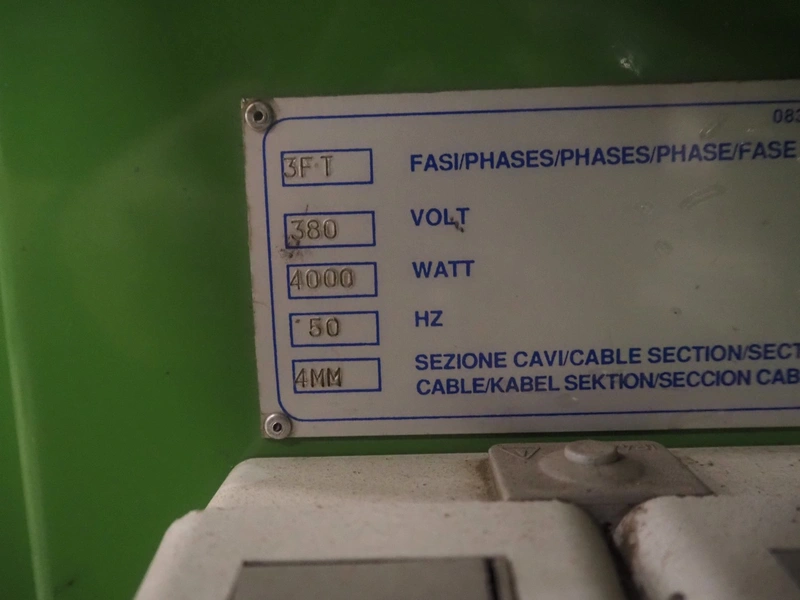 083
3FT FASI/PHASES/PHASES/PHASE/FASE
380 VOLT
4000 WATT
50 HZ
4MM SEZIONE CAVI/CABLE SECTION/SECT
CABLE/KABEL SEKTION/SECCION CAB